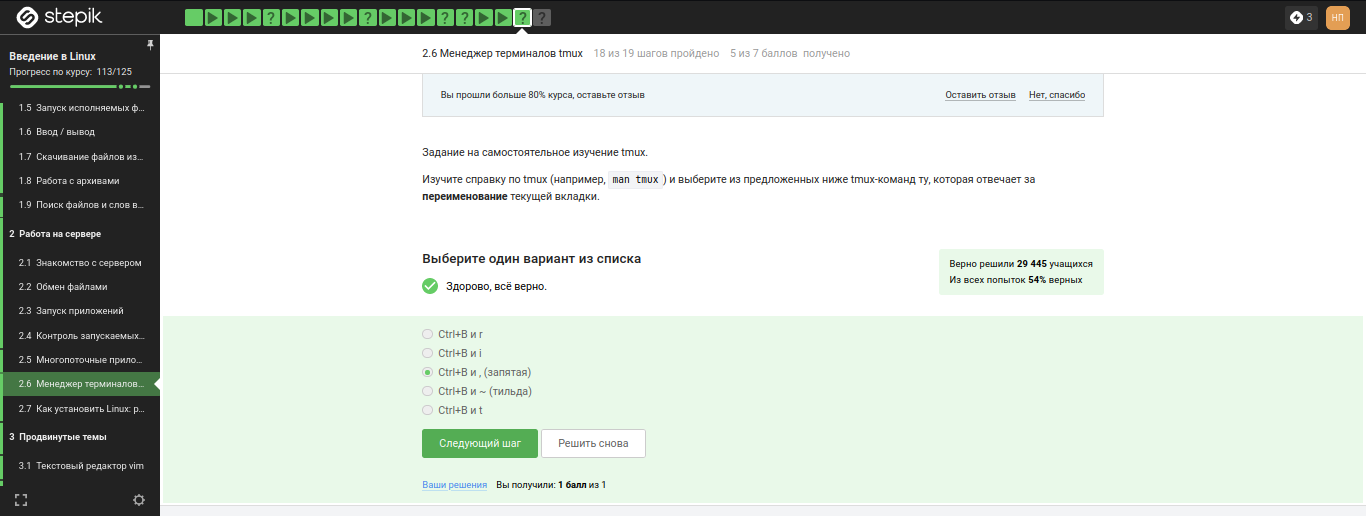 stepik
3
НП
Введение в Linux
Прогресс по курсу: 113/125
1.5 Запуск исполняемых ф...
1.6 Ввод / вывод
1.7 Скачивание файлов из...
1.8 Работа с архивами
1.9 Поиск файлов и слов в...
2 Работа на сервере
2.1 Знакомство с сервером
2.2 Обмен файлами
2.3 Запуск приложений
2.4 Контроль запускаемых...
2.5 Многопоточные прило...
2.6 Менеджер терминалов...
2.7 Как установить Linux: р...
3 Продвинутые темы
3.1 Текстовый редактор vim
2.6 Менеджер терминалов tmux 18 из 19 шагов пройдено 5 из 7 баллов получено
Вы прошли больше 80% курса, оставьте отзыв Оставить отзыв Нет, спасибо
Задание на самостоятельное изучение tmux.
Изучите справку по tmux (например, man tmux ) и выберите из предложенных ниже tmux-команд ту, которая отвечает за
переименование текущей вкладки.
Выберите один вариант из списка
Здорово, всё верно.
Верно решили 29 445 учащихся
Из всех попыток 54% верных
Ctrl+B и r
Ctrl+B и i
Ctrl+B и , (запятая)
Ctrl+B и ~ (тильда)
Ctrl+B и t
Следующий шаг Решить снова
Ваши решения Вы получили: 1 балл из 1